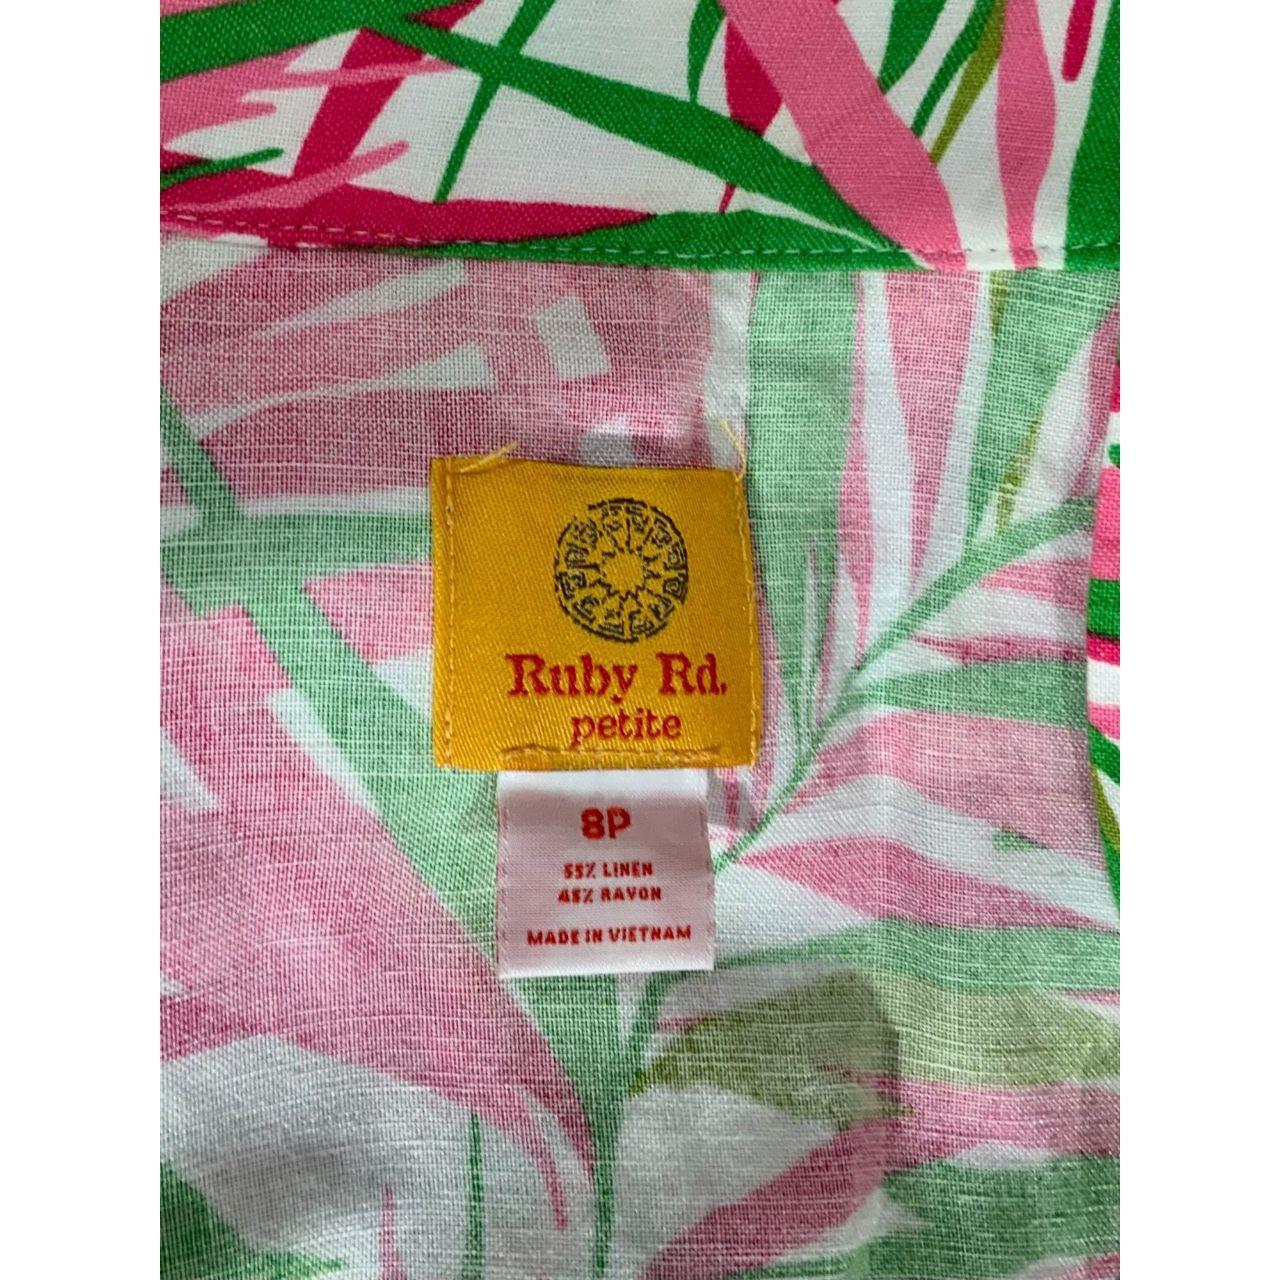 Ruby Rd.
petite
8P
55% LINEN
45% RAYON
MADE IN VIETNAM